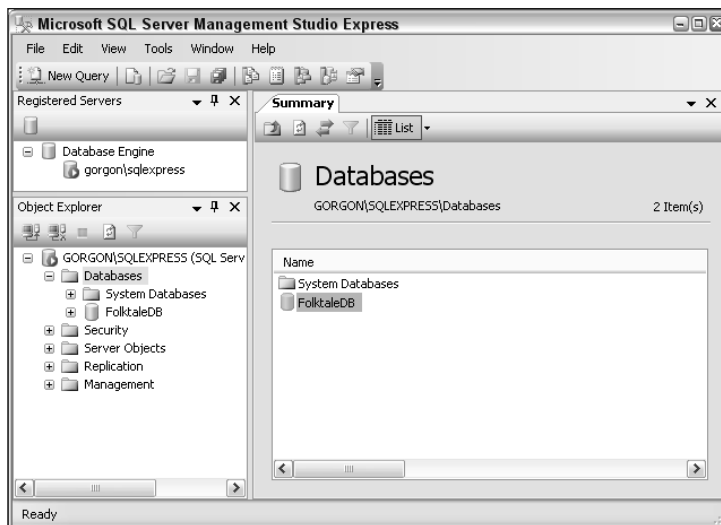 Microsoft SQL Server Management Studio Express
File Edit View Tools Window Help
New Query
Registered Servers
Database Engine
gorgon\sqlexpress
Object Explorer
GORGON\SQLEXPRESS (SQL Serv
Databases
System Databases
FolktaleDB
Security
Server Objects
Replication
Management
Summary
List
Databases
GORGON\SQLEXPRESS\Databases 2 Item(s)
Name
System Databases
FolktaleDB
Ready